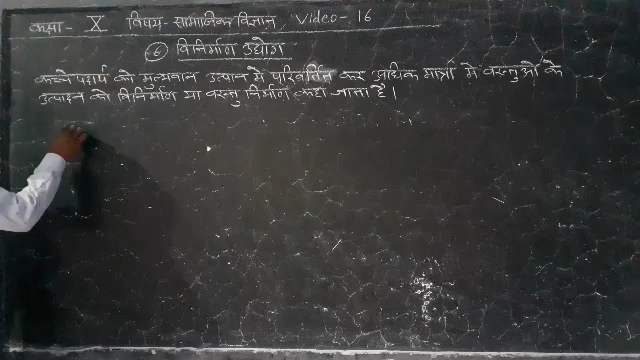 कक्षा - X विषय - सामाजिक विज्ञान Video - 16
6 विनिर्माण उद्योग
कच्चे पदार्थ को मुल्यवान उत्पाद में परिवर्तित कर अधिक मात्रा में वस्तुओं के
उत्पादन को विनिर्माण या वस्तु निर्माण कहा जाता है।